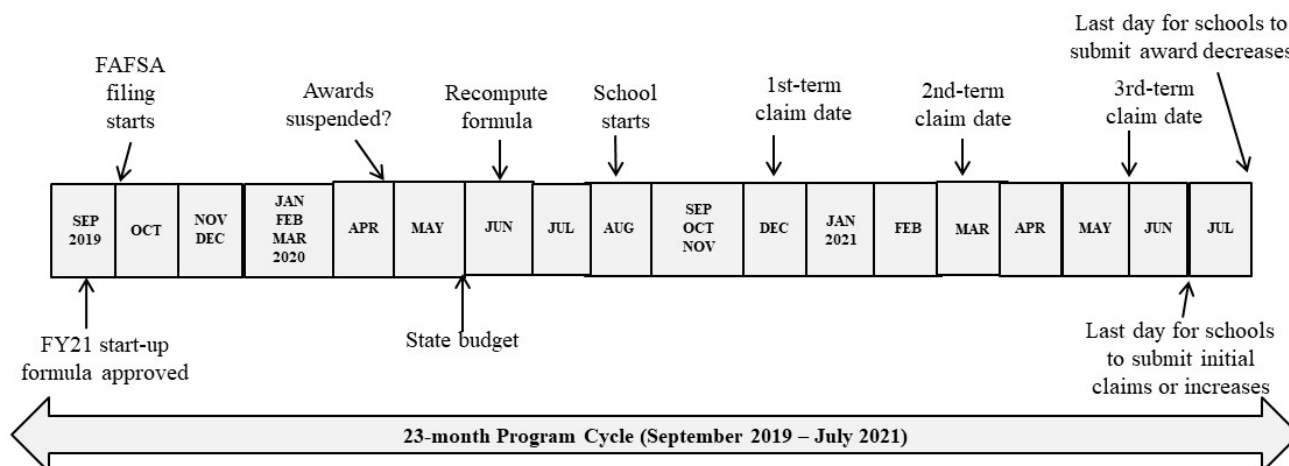 Last day for schools to
submit award decreases
FAFSA
filing
starts
Awards
suspended?
Recompute
formula
School
starts
1st-term
claim date
2nd-term
claim date
3rd-term
claim date
SEP
2019
OCT
NOV
DEC
JAN
FEB
MAR
2020
APR
MAY
JUN
JUL
AUG
SEP
OCT
NOV
DEC
JAN
2021
FEB
MAR
APR
MAY
JUN
JUL
FY21 start-up
formula approved
State budget
Last day for schools
to submit initial
claims or increases
23-month Program Cycle (September 2019 – July 2021)